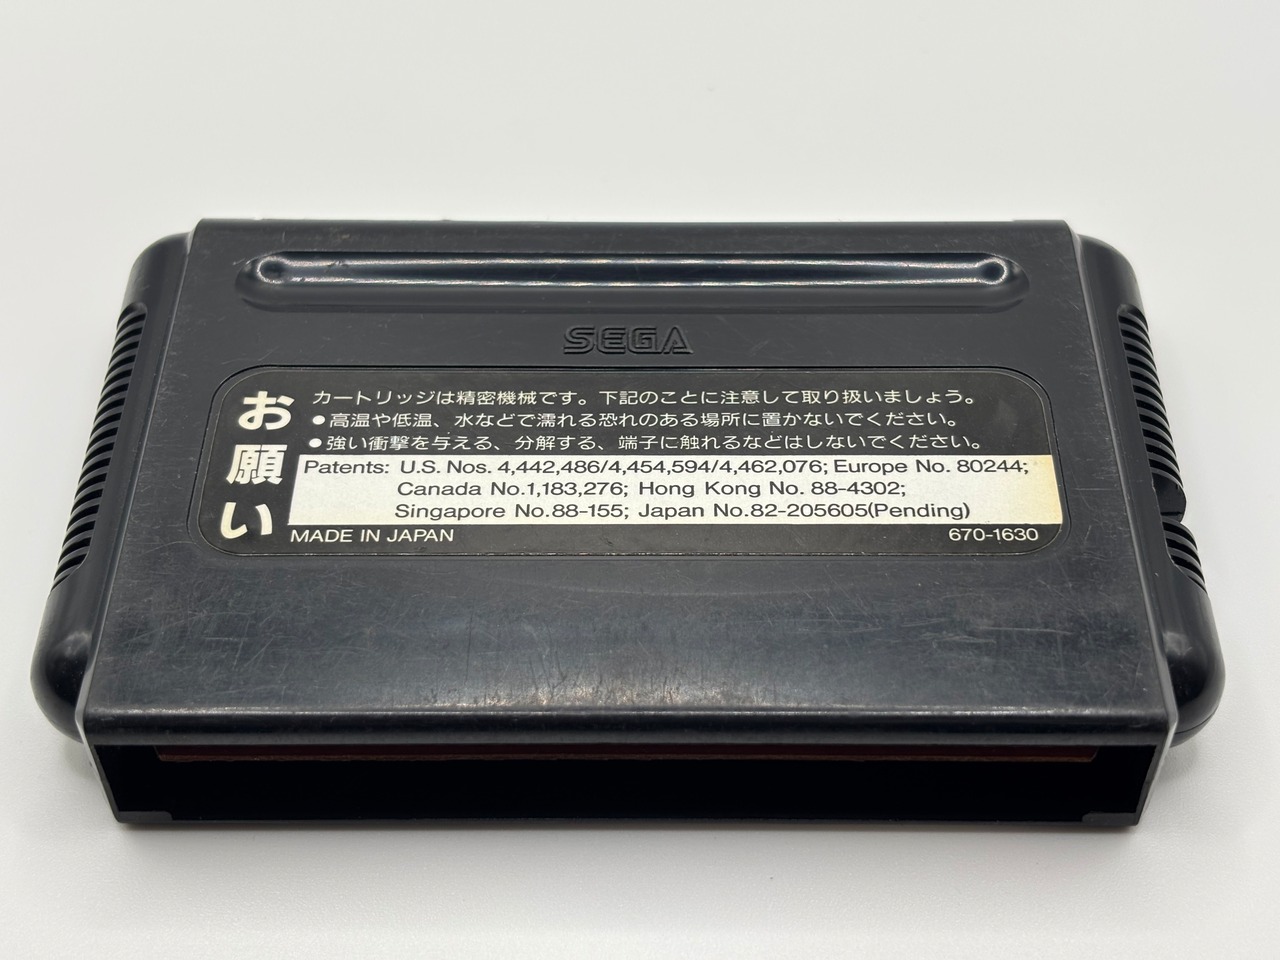 SEGA
お願い
カートリッジは精密機械です。下記のことに注意して取り扱いましょう。
●高温や低温、水などで濡れる恐れのある場所に置かないでください。
●強い衝撃を与える、分解する、端子に触れるなどはしないでください。
Patents: U.S. Nos. 4,442,486/4,454,594/4,462,076; Europe No. 80244;
Canada No.1,183,276; Hong Kong No. 88-4302;
Singapore No.88-155; Japan No.82-205605(Pending)
MADE IN JAPAN 670-1630